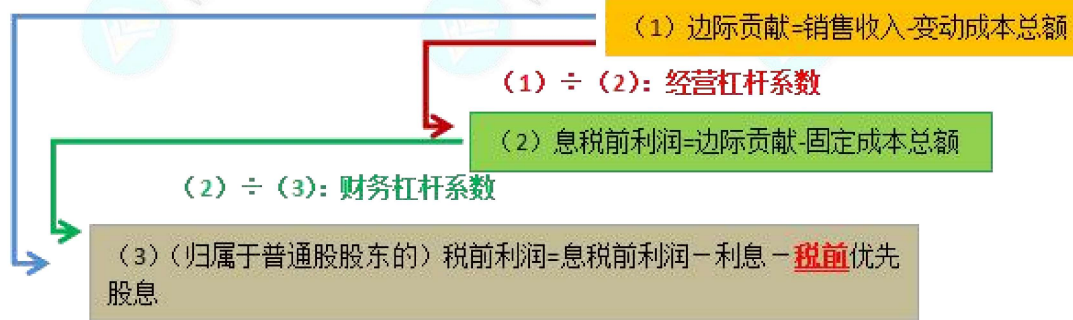 （1）边际贡献=销售收入-变动成本总额
（1）÷（2）：经营杠杆系数
（2）息税前利润=边际贡献-固定成本总额
（2）÷（3）：财务杠杆系数
（3）（归属于普通股股东的）税前利润=息税前利润－利息－税前优先
股息